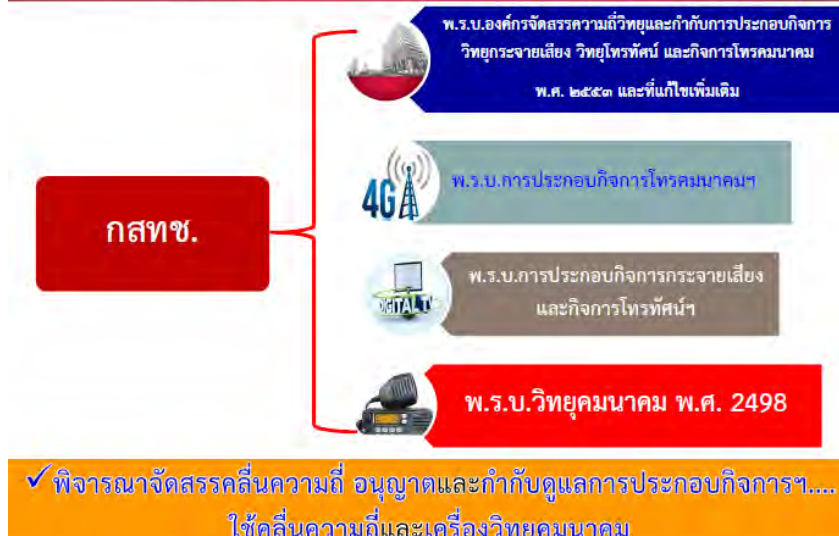 พ.ร.บ.องค์กรจัดสรรความถี่วิทยุและกำกับการประกอบกิจการ
วิทยุกระจายเสียง วิทยุโทรทัศน์ และกิจการโทรคมนาคม
พ.ศ. ๒๕๕๓ และที่แก้ไขเพิ่มเติม
4G
พ.ร.บ.การประกอบกิจการโทรคมนาคมฯ
กสทช.
DIGITAL TV
พ.ร.บ.การประกอบกิจการกระจายเสียง
และกิจการโทรทัศน์ฯ
พ.ร.บ.วิทยุคมนาคม พ.ศ. 2498
✓พิจารณาจัดสรรคลื่นความถี่ อนุญาตและกำกับดูแลการประกอบกิจการฯ....
ใช้คลื่นความถี่และเครื่องวิทยุคมนาคม